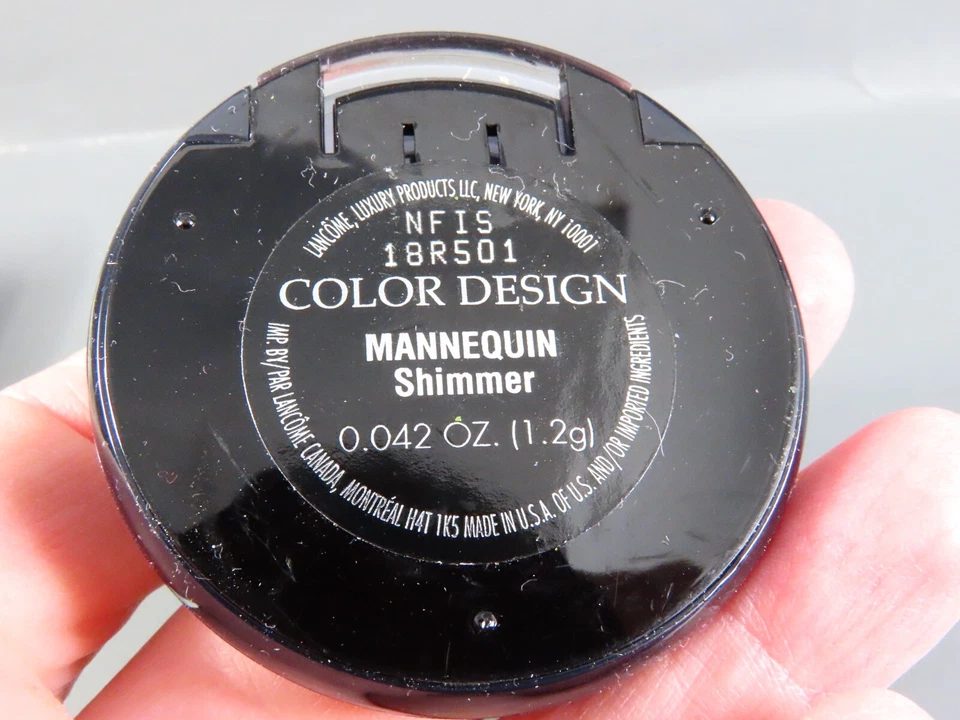 LANCÔME, LUXURY PRODUCTS LLC, NEW YORK, NY 10001
NFIS
18R501
COLOR DESIGN
MANNEQUIN
Shimmer
0.042 OZ. (1.2g)
IMP. BY/PAR LANCÔME CANADA, MONTRÉAL H4T 1K5 MADE IN U.S.A. OF U.S. AND/OR IMPORTED INGREDIENTS